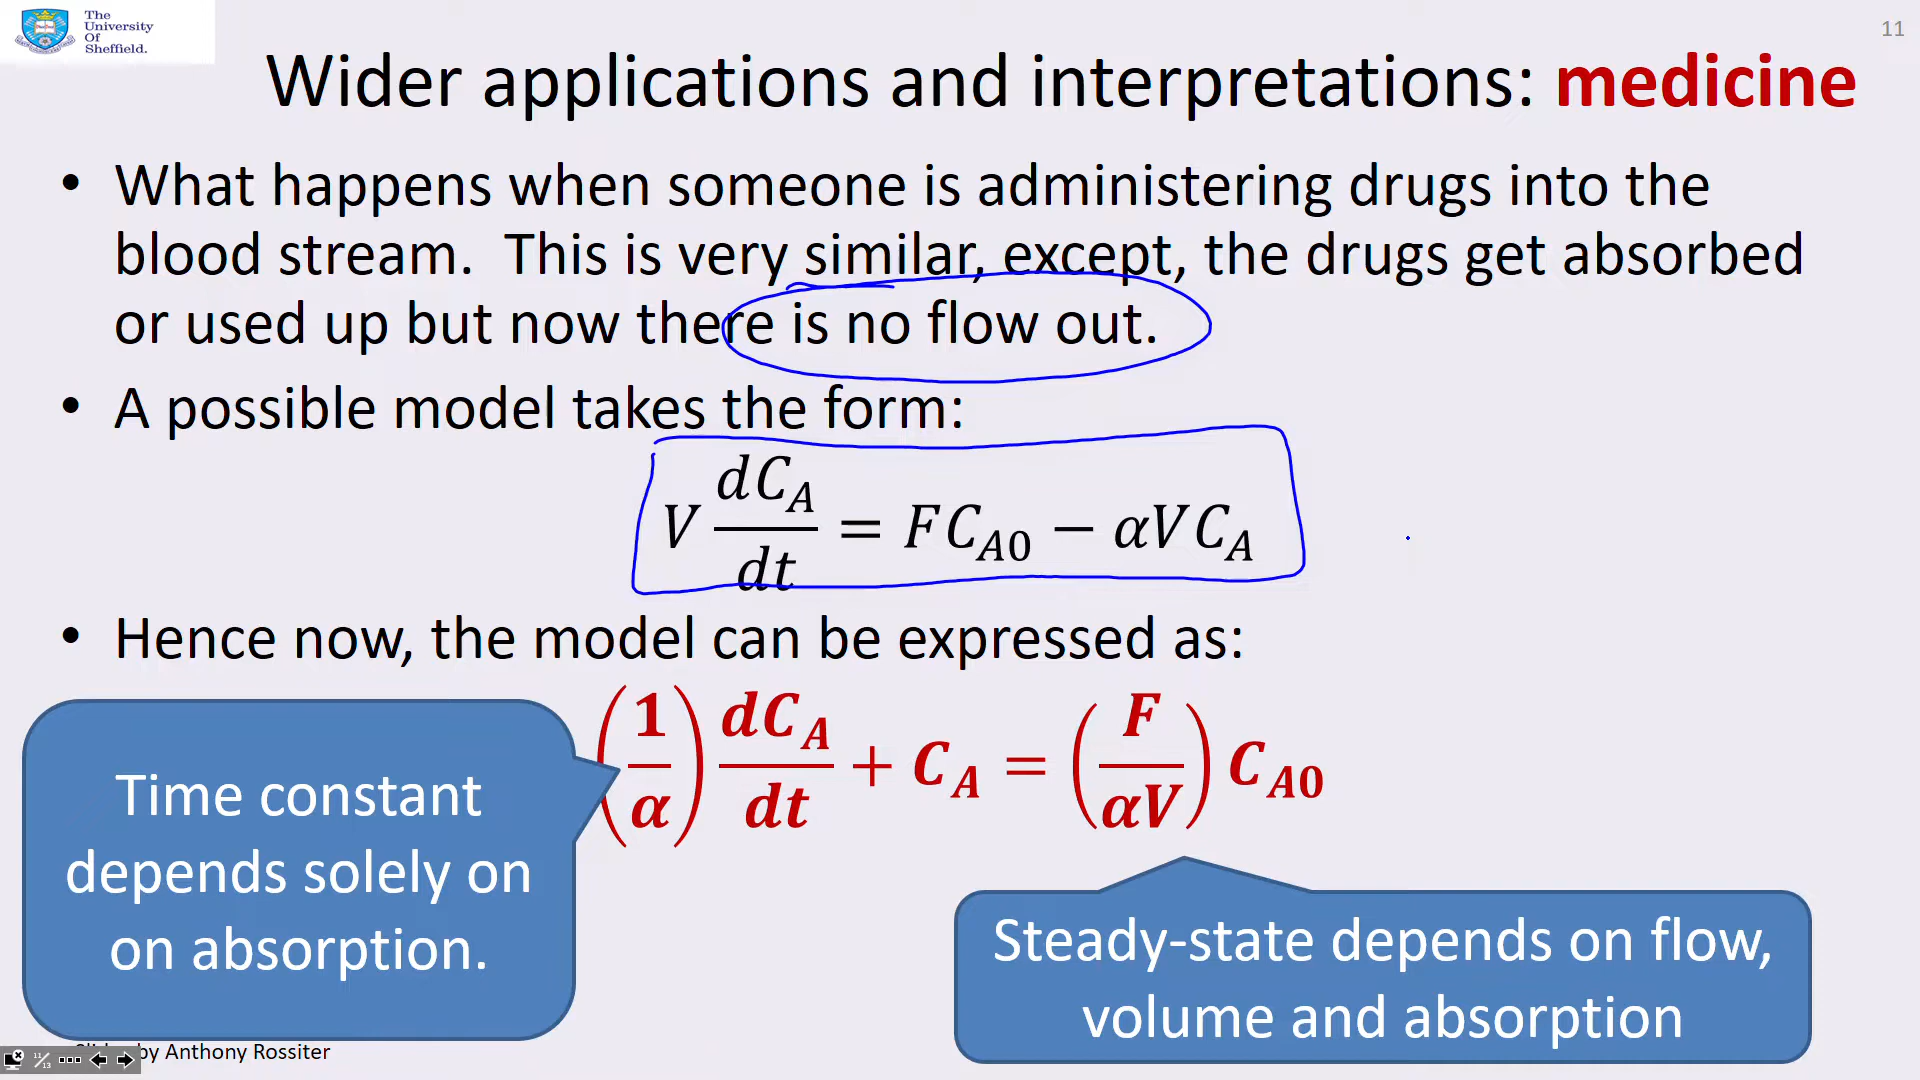 The
University
Of
Sheffield.
11
Wider applications and interpretations: medicine
• What happens when someone is administering drugs into the
blood stream. This is very similar, except, the drugs get absorbed
or used up but now there is no flow out.
• A possible model takes the form:
V dC_A/dt = FC_A0 − αVC_A
• Hence now, the model can be expressed as:
(1/α) dC_A/dt + C_A = (F/αV) C_A0
Time constant
depends solely on
on absorption.
Steady-state depends on flow,
volume and absorption
by Anthony Rossiter
11/13